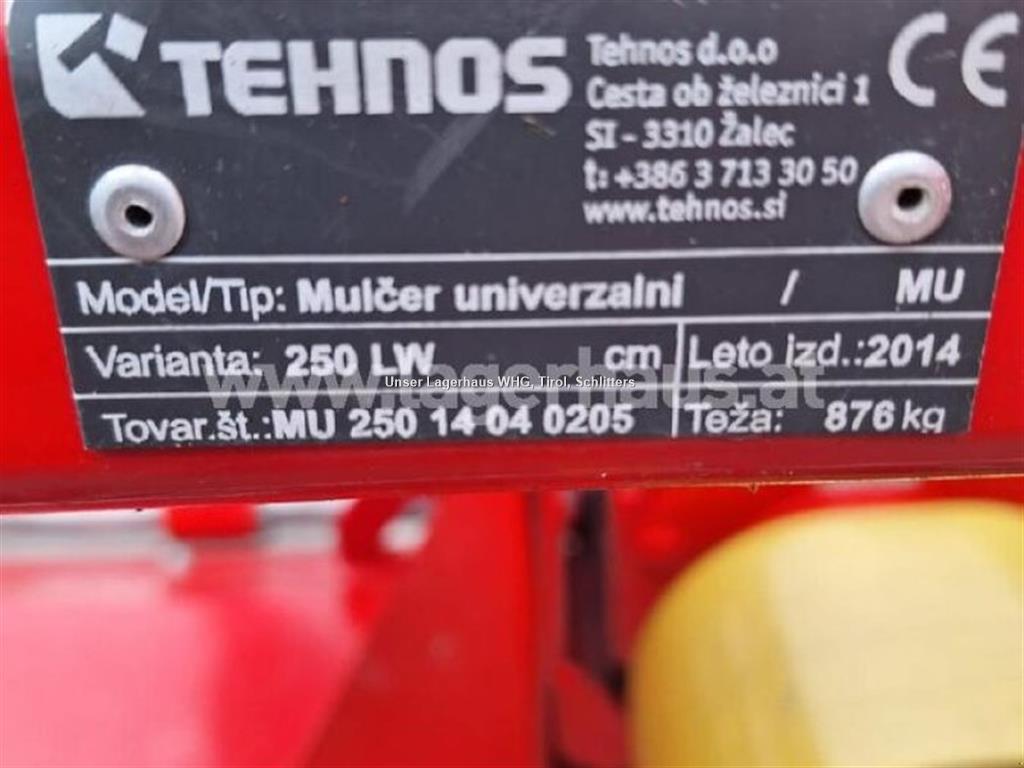 TEHNOS
Tehnos d.o.o
Cesta ob železnici 1
SI - 3310 Žalec
t: +386 3 713 30 50
www.tehnos.si
CE
Model/Tip: Mulčer univerzalni / MU
Varianta: 250 LW cm Leto izd.:2014
www.lagerhaus.at
Unser Lagerhaus WHG, Tirol, Schlitters
Tovar.št.:MU 250 14 04 0205 Teža: 876 kg